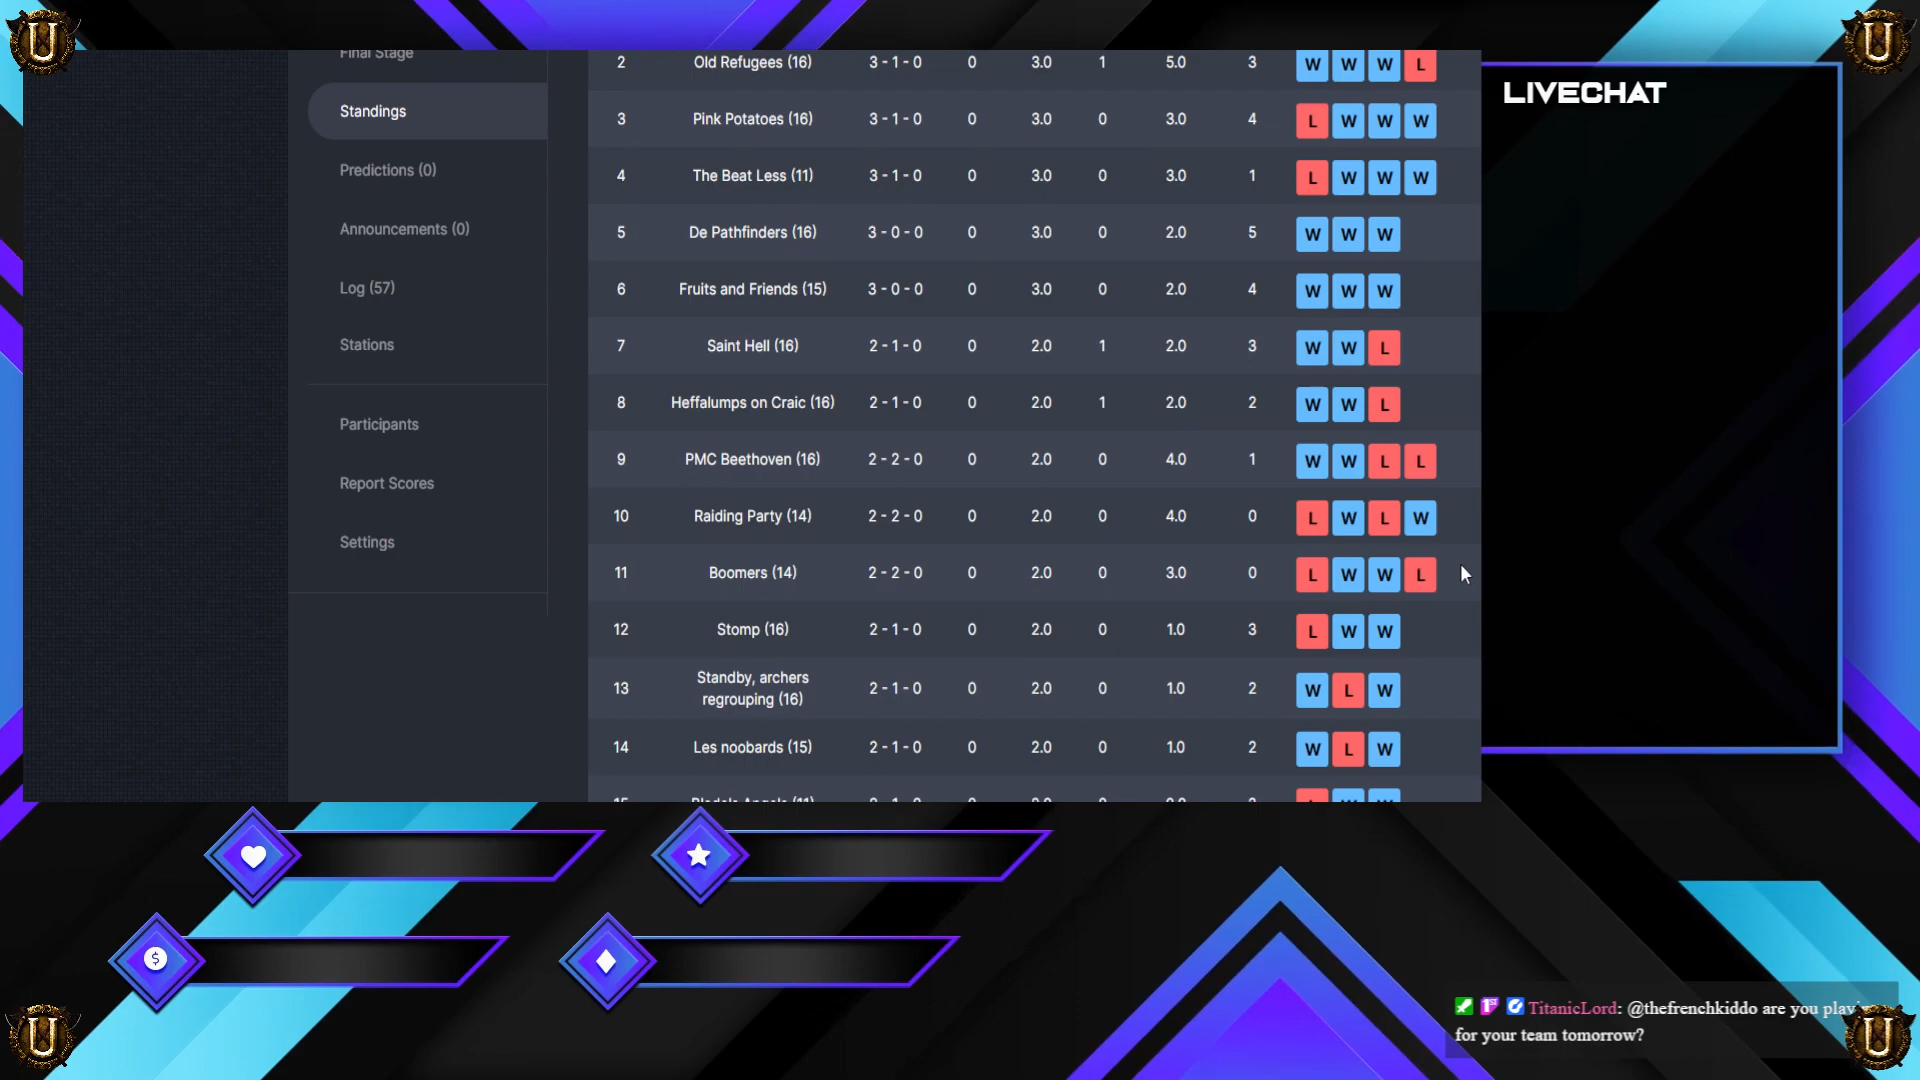 Final Stage
Standings
Predictions (0)
Announcements (0)
Log (57)
Stations
Participants
Report Scores
Settings
2 Old Refugees (16) 3 - 1 - 0 0 3.0 1 5.0 3 W W W L
3 Pink Potatoes (16) 3 - 1 - 0 0 3.0 0 3.0 4 L W W W
4 The Beat Less (11) 3 - 1 - 0 0 3.0 0 3.0 1 L W W W
5 De Pathfinders (16) 3 - 0 - 0 0 3.0 0 2.0 5 W W W
6 Fruits and Friends (15) 3 - 0 - 0 0 3.0 0 2.0 4 W W W
7 Saint Hell (16) 2 - 1 - 0 0 2.0 1 2.0 3 W W L
8 Heffalumps on Craic (16) 2 - 1 - 0 0 2.0 1 2.0 2 W W L
9 PMC Beethoven (16) 2 - 2 - 0 0 2.0 0 4.0 1 W W L L
10 Raiding Party (14) 2 - 2 - 0 0 2.0 0 4.0 0 L W L W
11 Boomers (14) 2 - 2 - 0 0 2.0 0 3.0 0 L W W L
12 Stomp (16) 2 - 1 - 0 0 2.0 0 1.0 3 L W W
13 Standby, archers regrouping (16) 2 - 1 - 0 0 2.0 0 1.0 2 W L W
14 Les noobards (15) 2 - 1 - 0 0 2.0 0 1.0 2 W L W
LIVECHAT
1ST TitanicLord: @thefrenchkiddo are you
for your team tomorrow?
U
U
U
U